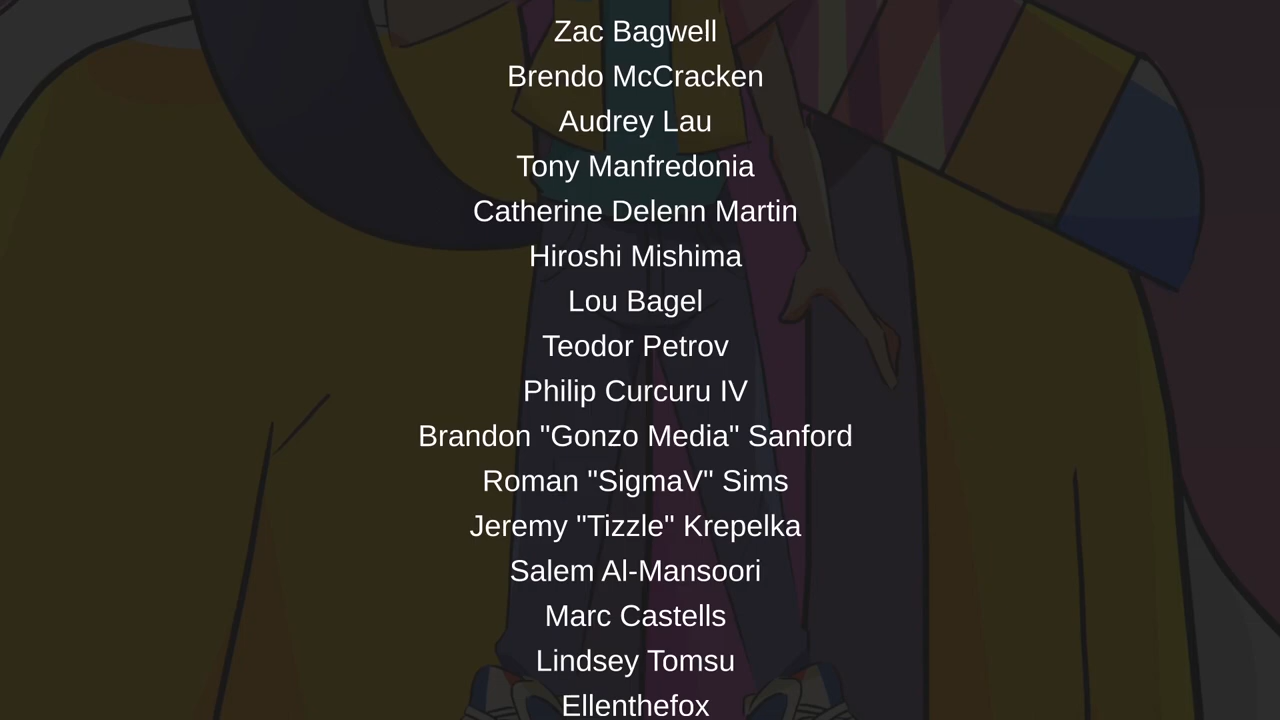 Zac Bagwell
Brendo McCracken
Audrey Lau
Tony Manfredonia
Catherine Delenn Martin
Hiroshi Mishima
Lou Bagel
Teodor Petrov
Philip Curcuru IV
Brandon "Gonzo Media" Sanford
Roman "SigmaV" Sims
Jeremy "Tizzle" Krepelka
Salem Al-Mansoori
Marc Castells
Lindsey Tomsu
Ellenthefox